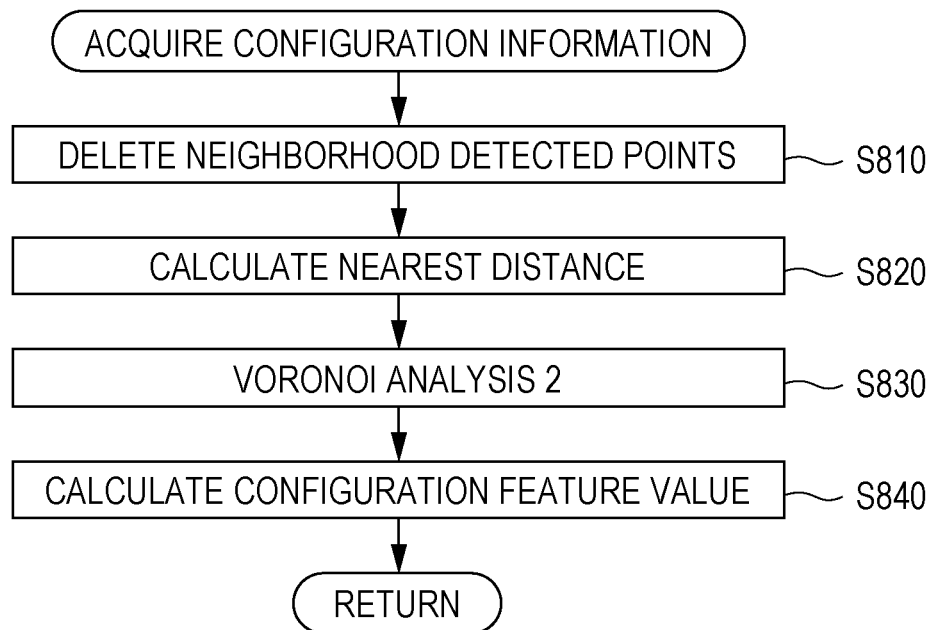 ACQUIRE CONFIGURATION INFORMATION
DELETE NEIGHBORHOOD DETECTED POINTS S810
CALCULATE NEAREST DISTANCE S820
VORONOI ANALYSIS 2 S830
CALCULATE CONFIGURATION FEATURE VALUE S840
RETURN